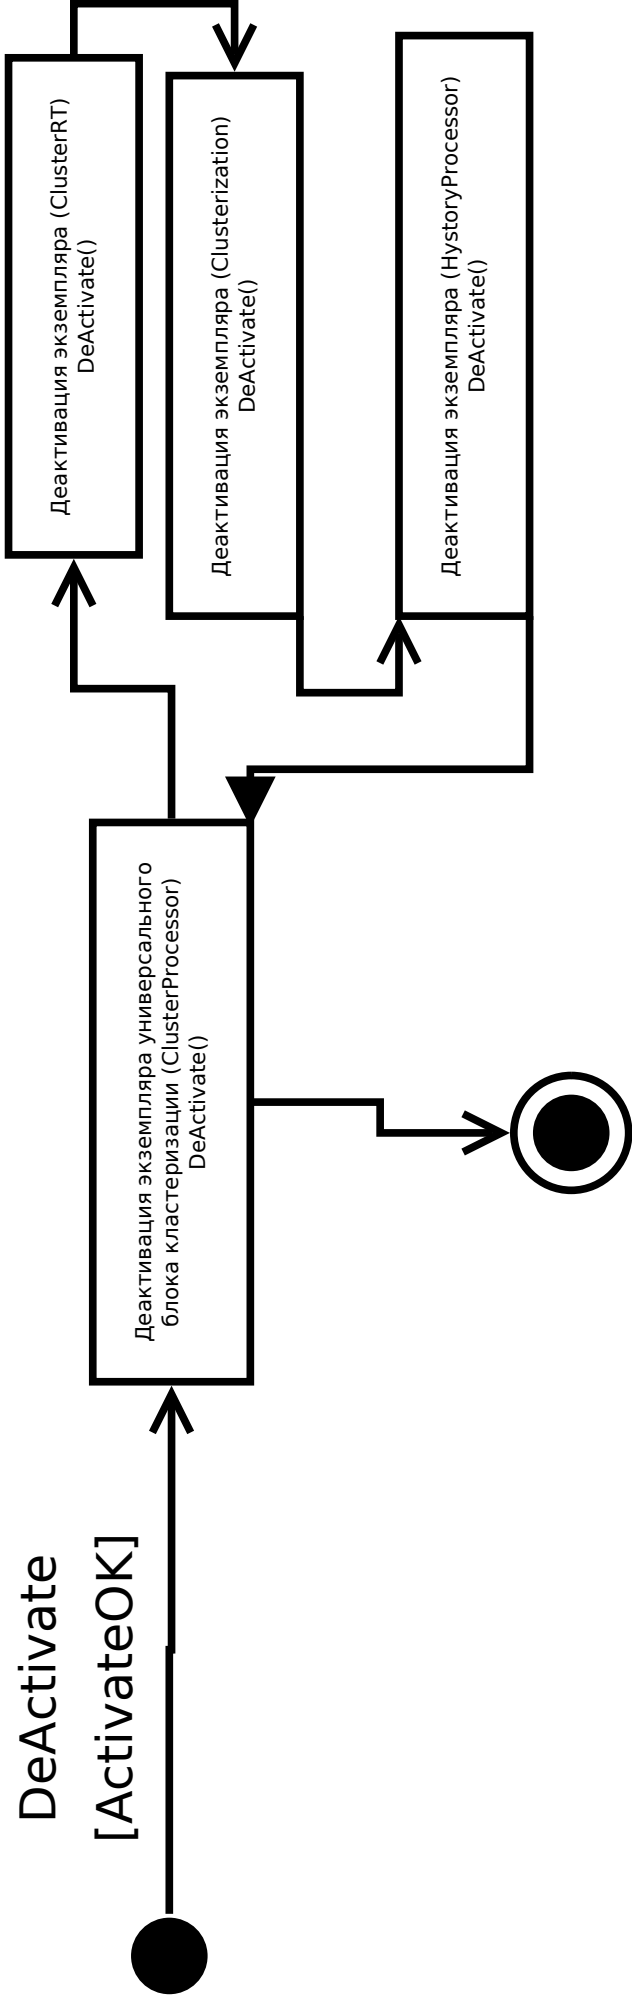 DeActivate
[ActivateOK]
Деактивация экземпляра универсального
блока кластеризации (ClusterProcessor)
DeActivate()
Деактивация экземпляра (ClusterRT)
DeActivate()
Деактивация экземпляра (Clusterization)
DeActivate()
Деактивация экземпляра (HystoryProcessor)
DeActivate()